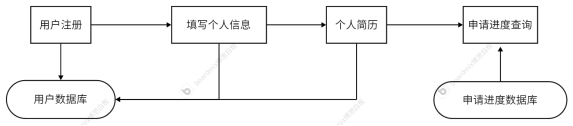 用户注册
填写个人信息
个人简历
申请进度查询
用户数据库
申请进度数据库